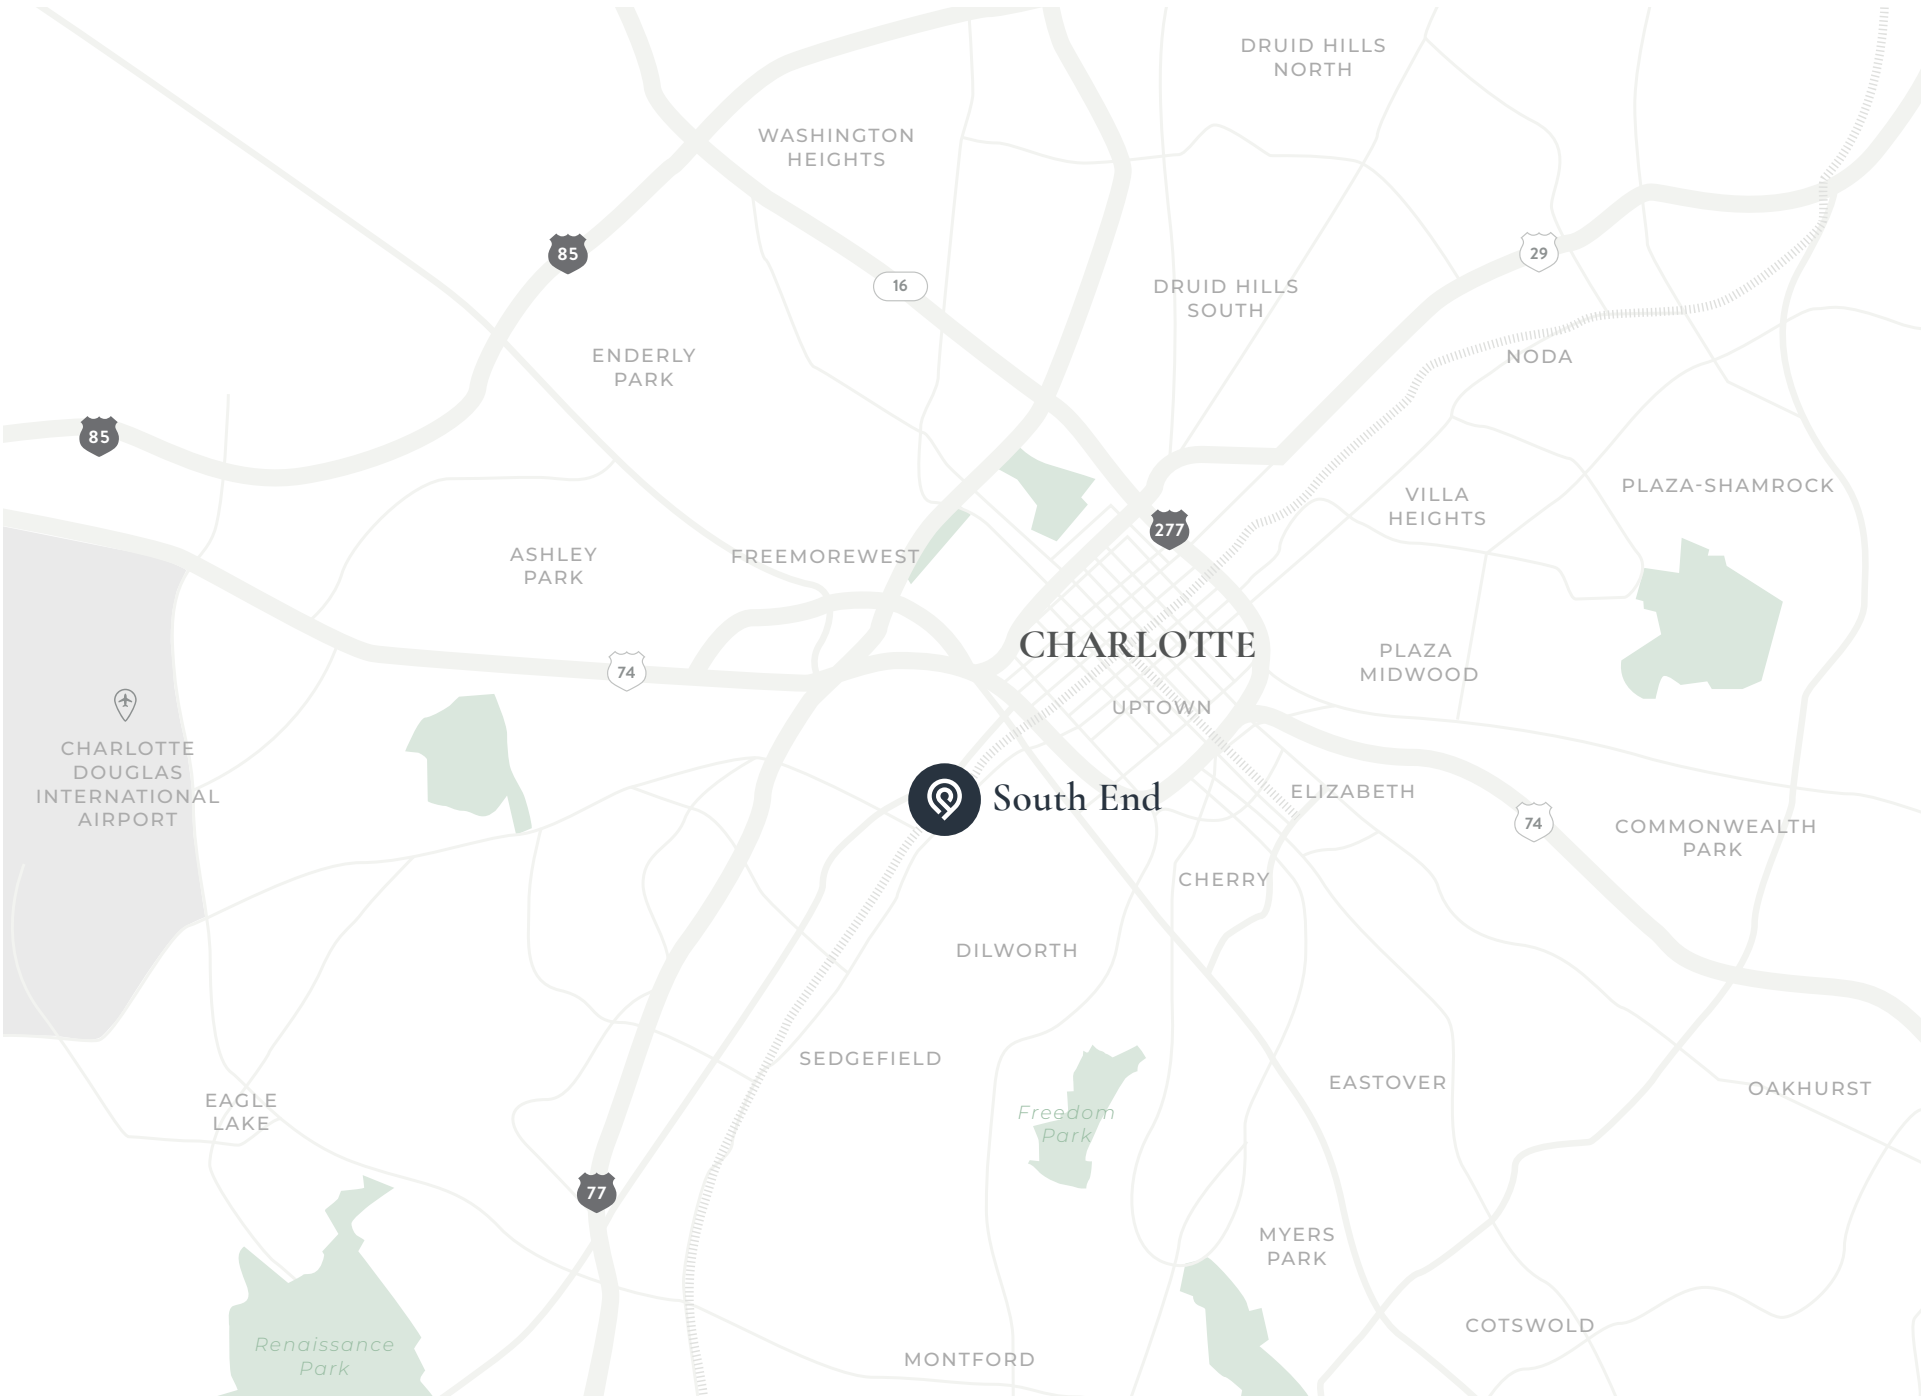 DRUID HILLS
NORTH
WASHINGTON
HEIGHTS
85
29
16
DRUID HILLS
SOUTH
ENDERLY
PARK
NODA
85
PLAZA-SHAMROCK
VILLA
HEIGHTS
277
ASHLEY
PARK
FREEMOREWEST
CHARLOTTE
PLAZA
MIDWOOD
74
UPTOWN
CHARLOTTE
DOUGLAS
INTERNATIONAL
AIRPORT
South End
ELIZABETH
74
COMMONWEALTH
PARK
CHERRY
DILWORTH
SEDGEFIELD
EASTOVER
OAKHURST
EAGLE
LAKE
Freedom
Park
77
MYERS
PARK
COTSWOLD
Renaissance
Park
MONTFORD